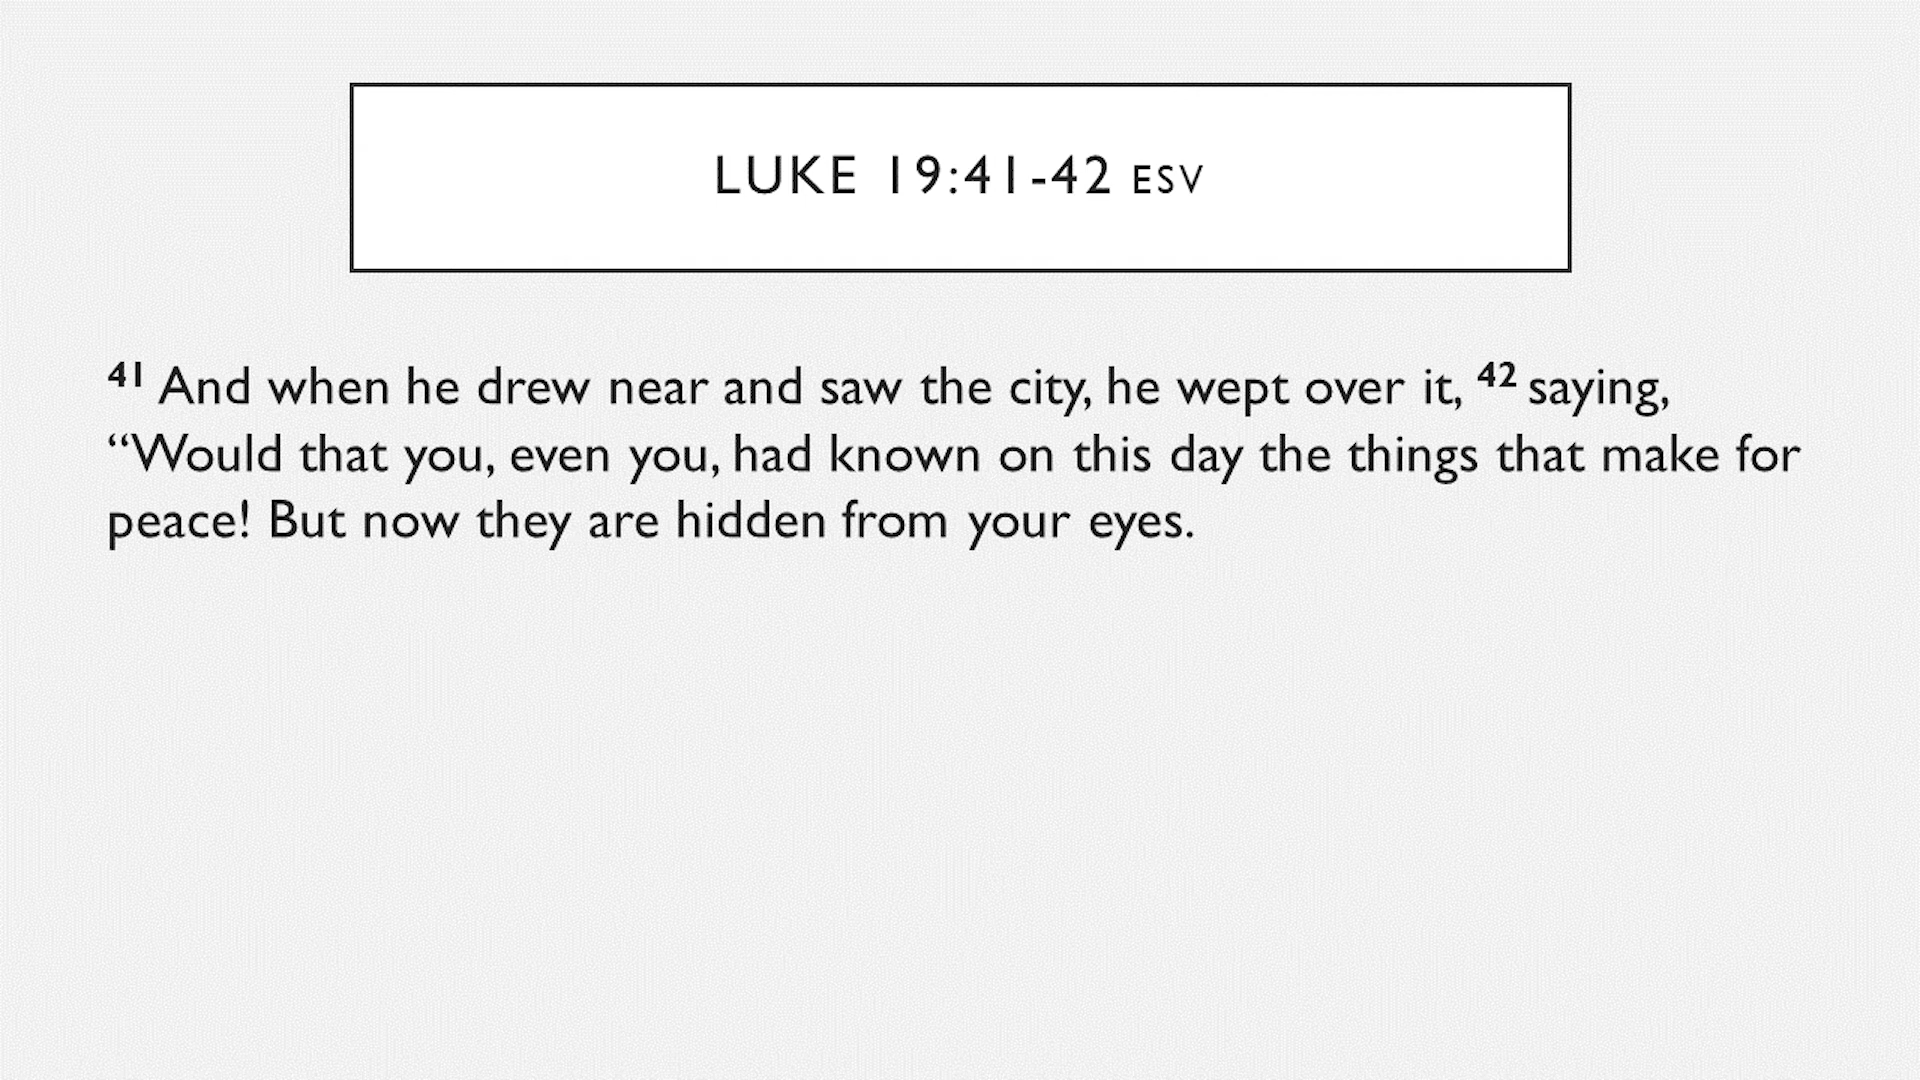 LUKE 19:41-42 ESV
41 And when he drew near and saw the city, he wept over it, 42 saying,
“Would that you, even you, had known on this day the things that make for
peace! But now they are hidden from your eyes.